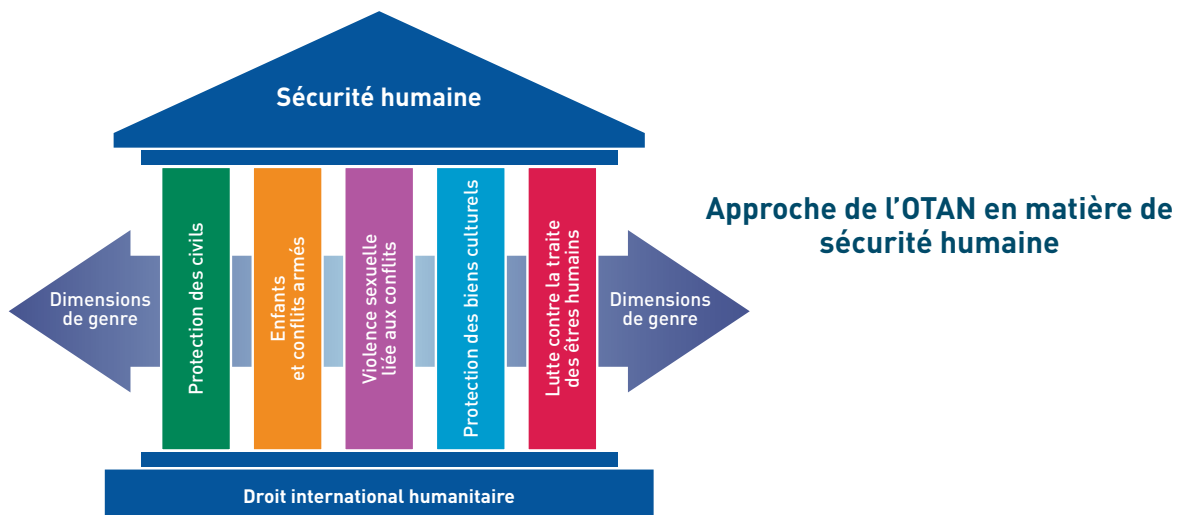 Sécurité humaine
Dimensions
de genre
Protection des civils
Enfants
et conflits armés
Violence sexuelle
liée aux conflits
Protection des biens culturels
Lutte contre la traite
des êtres humains
Dimensions
de genre
Droit international humanitaire
Approche de l'OTAN en matière de
sécurité humaine